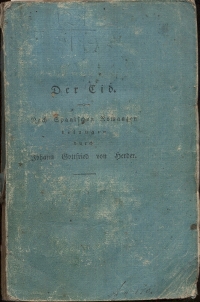 Der Cid.
Nach Spanischen Romanzen
besungen
durch
Johann Gottfried von Herder.